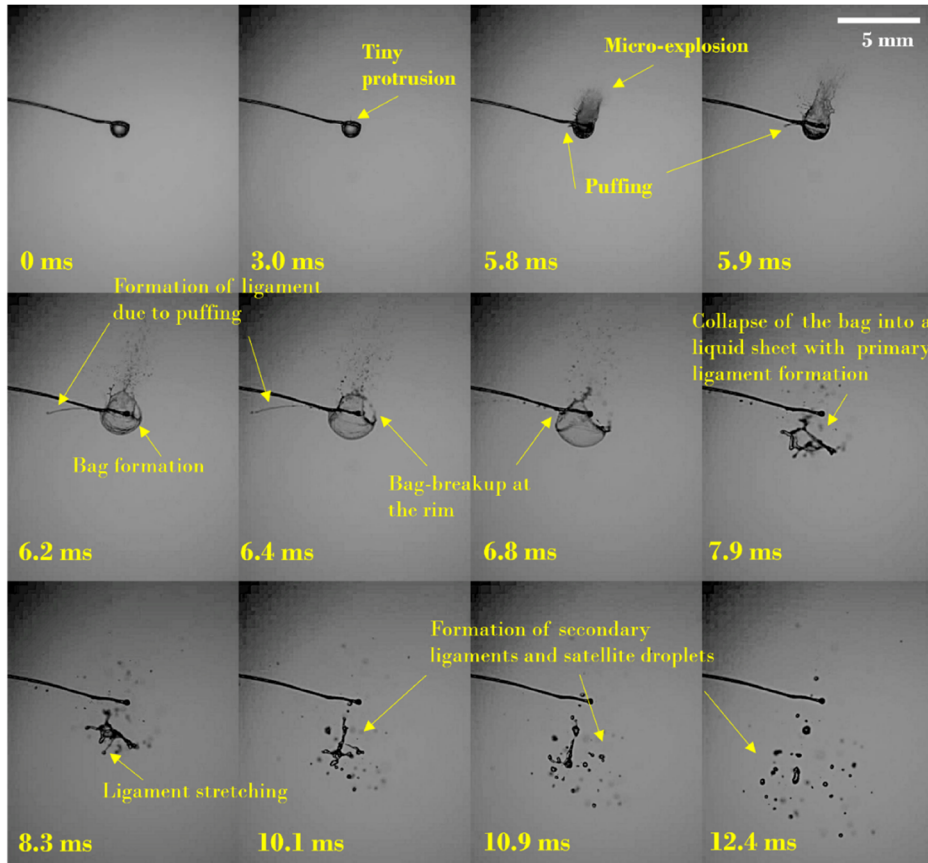 Tiny
protrusion
Micro-explosion
5 mm
Puffing
0 ms
3.0 ms
5.8 ms
5.9 ms
Formation of ligament
due to puffing
Collapse of the bag into a
liquid sheet with primary
ligament formation
Bag formation
Bag-breakup at
the rim
6.2 ms
6.4 ms
6.8 ms
7.9 ms
Formation of secondary
ligaments and satellite droplets
Ligament stretching
8.3 ms
10.1 ms
10.9 ms
12.4 ms